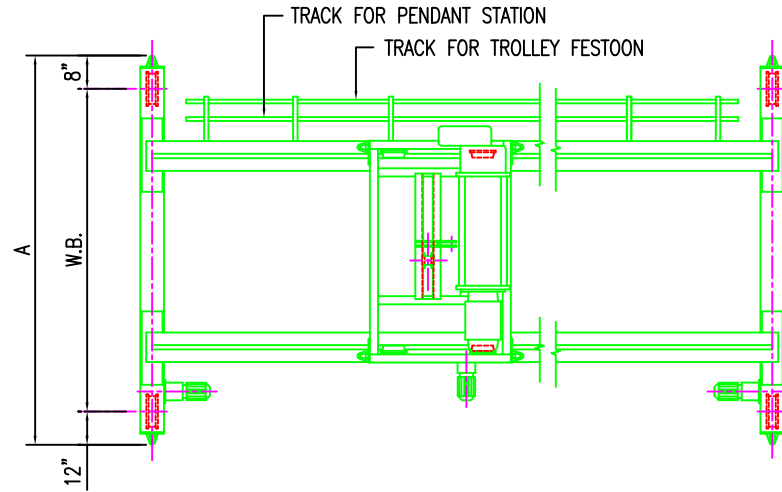 TRACK FOR PENDANT STATION
TRACK FOR TROLLEY FESTOON
8"
A
W.B.
12"